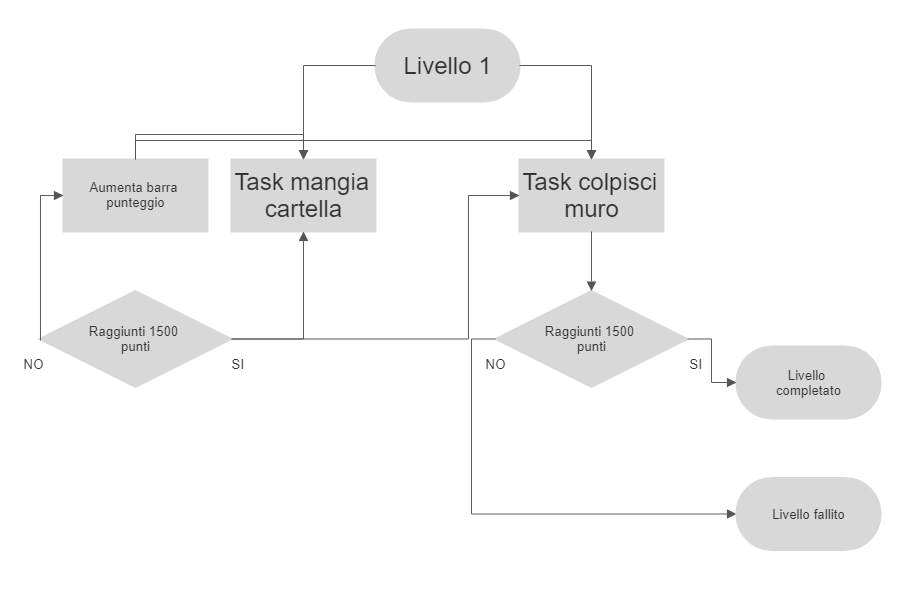 Livello 1
Aumenta barra
punteggio
Task mangia
cartella
Task colpisci
muro
Raggiunti 1500
punti
NO
SI
Raggiunti 1500
punti
NO
SI
Livello
completato
Livello fallito